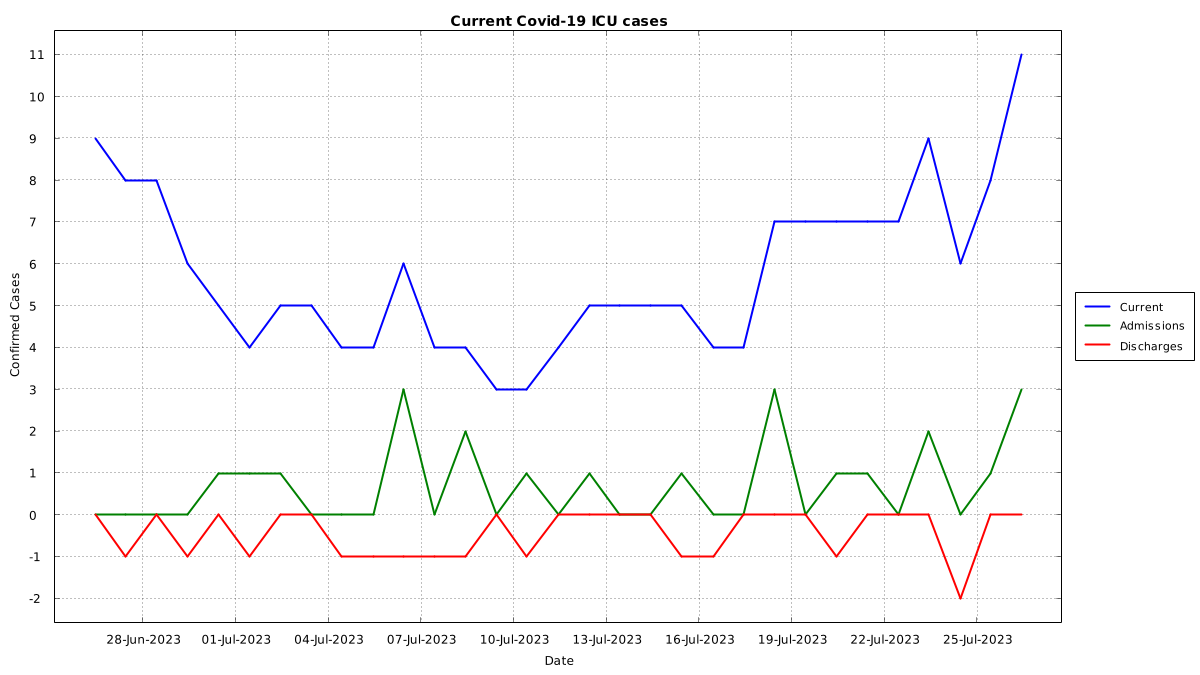 Current Covid-19 ICU cases
11
10
9
8
7
6
5
4
3
2
1
0
-1
-2
Confirmed Cases
28-Jun-2023 01-Jul-2023 04-Jul-2023 07-Jul-2023 10-Jul-2023 13-Jul-2023 16-Jul-2023 19-Jul-2023 22-Jul-2023 25-Jul-2023
Date
Current
Admissions
Discharges